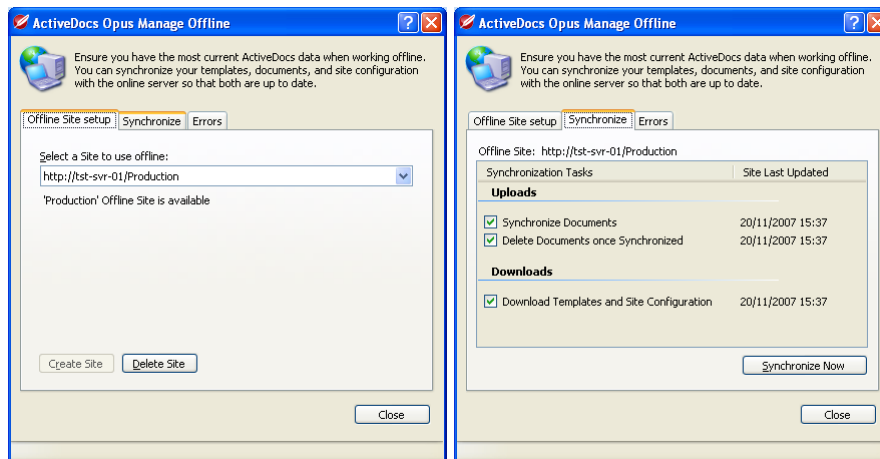 ActiveDocs Opus Manage Offline
Ensure you have the most current ActiveDocs data when working offline.
You can synchronize your templates, documents, and site configuration
with the online server so that both are up to date.
Offline Site setup Synchronize Errors
Select a Site to use offline:
http://tst-svr-01/Production
'Production' Offline Site is available
Create Site Delete Site
Close
ActiveDocs Opus Manage Offline
Ensure you have the most current ActiveDocs data when working offline.
You can synchronize your templates, documents, and site configuration
with the online server so that both are up to date.
Offline Site setup Synchronize Errors
Offline Site: http://tst-svr-01/Production
Synchronization Tasks Site Last Updated
Uploads
Synchronize Documents 20/11/2007 15:37
Delete Documents once Synchronized 20/11/2007 15:37
Downloads
Download Templates and Site Configuration 20/11/2007 15:37
Synchronize Now
Close